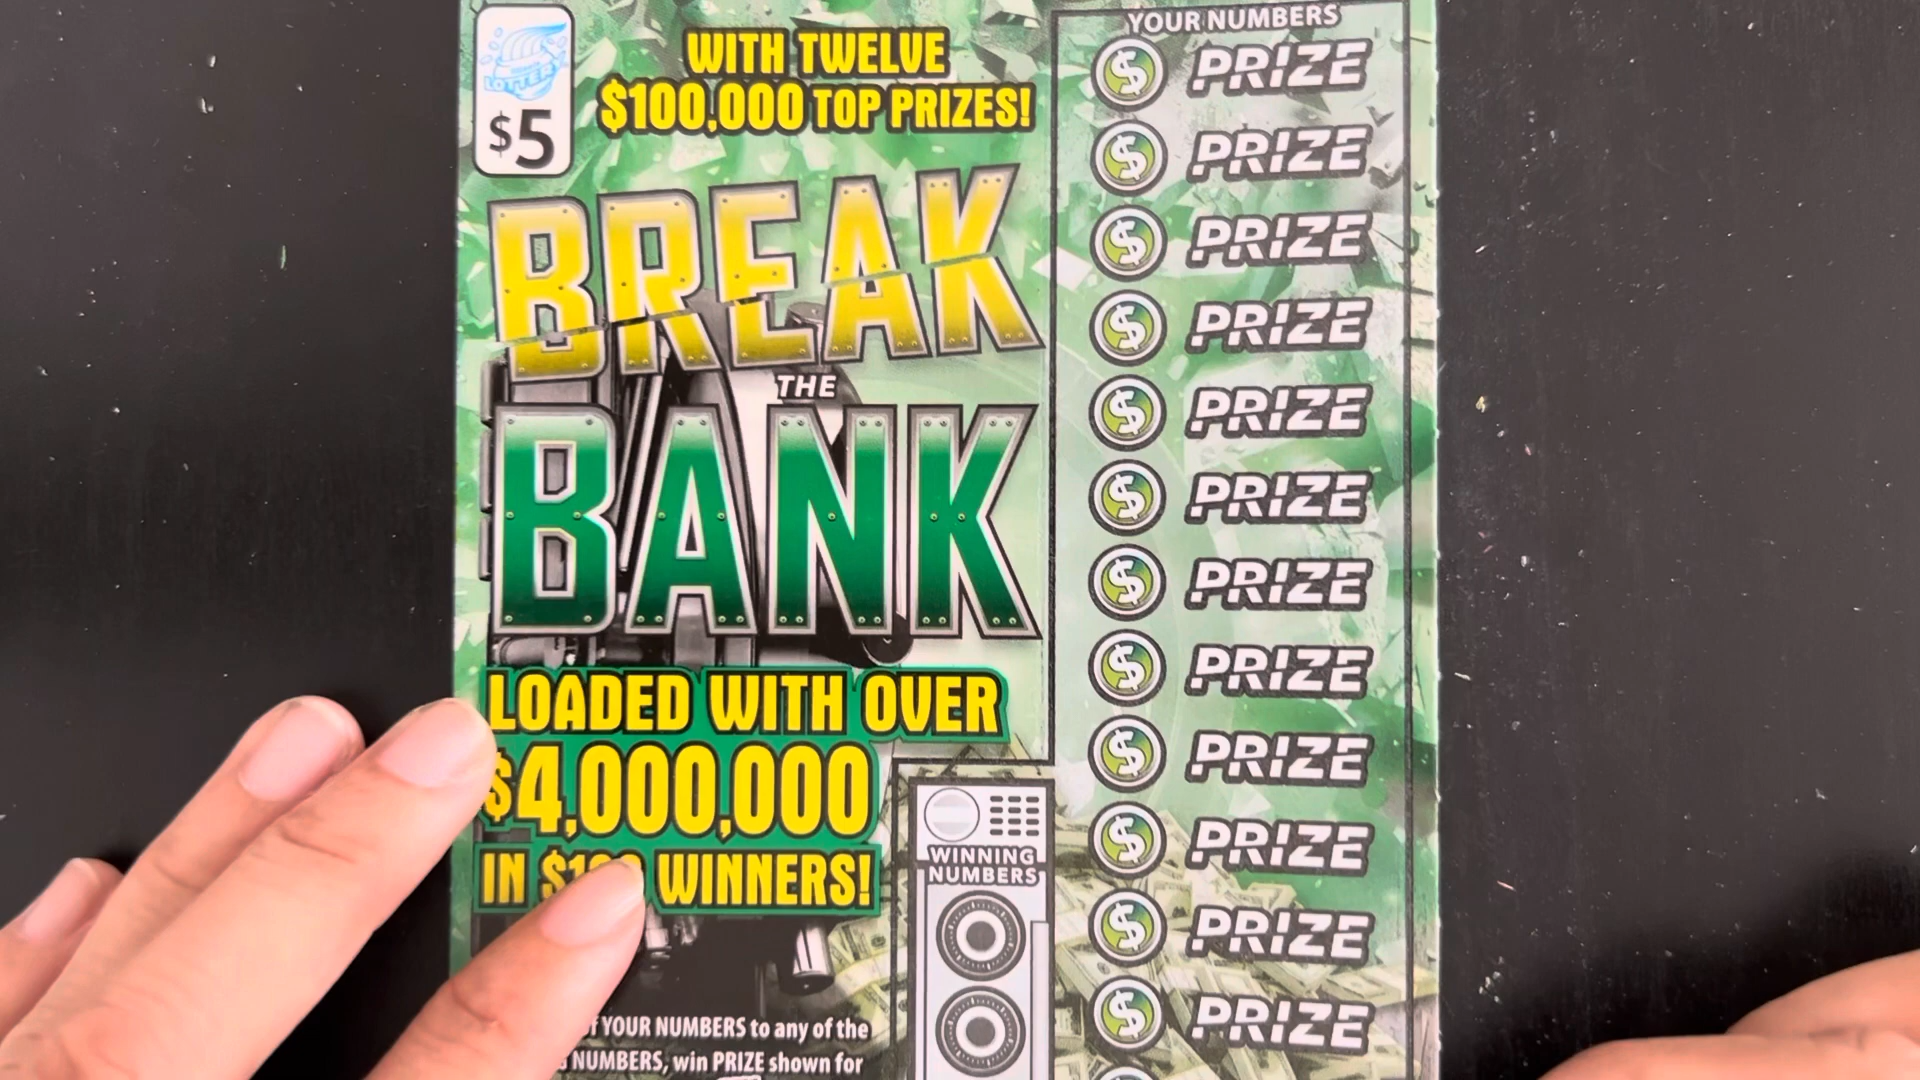 LOTTERY
$5
WITH TWELVE
$100,000 TOP PRIZES!
BREAK
THE
BANK
LOADED WITH OVER
$4,000,000
IN WINNERS!
YOUR NUMBERS to any of the
NUMBERS, win PRIZE shown for
WINNING
NUMBERS
YOUR NUMBERS
$ PRIZE
$ PRIZE
$ PRIZE
$ PRIZE
$ PRIZE
$ PRIZE
$ PRIZE
$ PRIZE
$ PRIZE
$ PRIZE
$ PRIZE
$ PRIZE